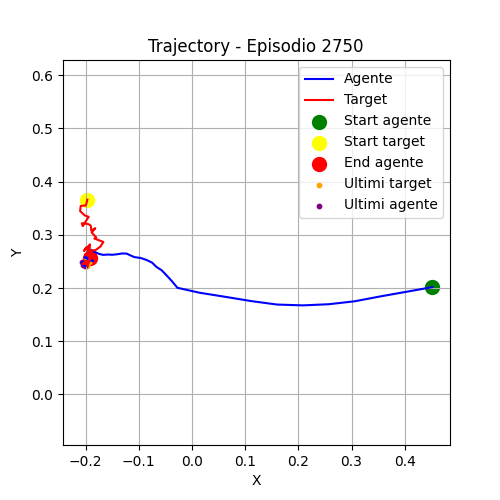 Trajectory - Episodio 2750
Y
0.6
0.5
0.4
0.3
0.2
0.1
0.0
Agente
Target
Start agente
Start target
End agente
Ultimi target
Ultimi agente
−0.2 −0.1 0.0 0.1 0.2 0.3 0.4
X